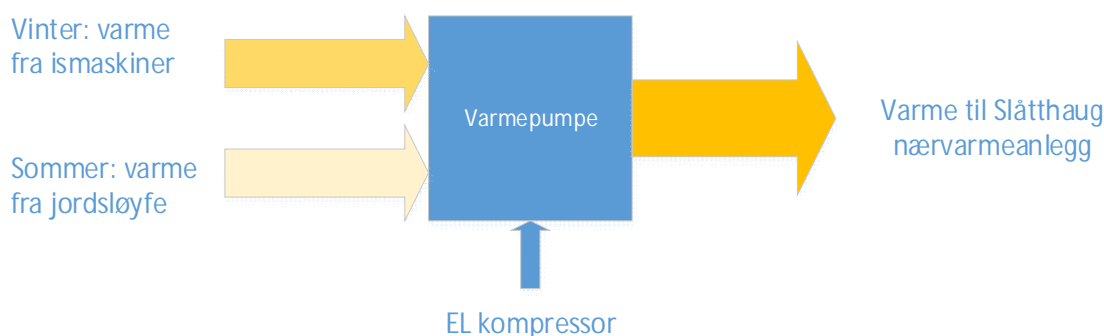 Vinter: varme
fra ismaskiner
Varmepumpe
Varme til Slåtthaug
nærvarmeanlegg
Sommer: varme
fra jordsløyfe
EL kompressor